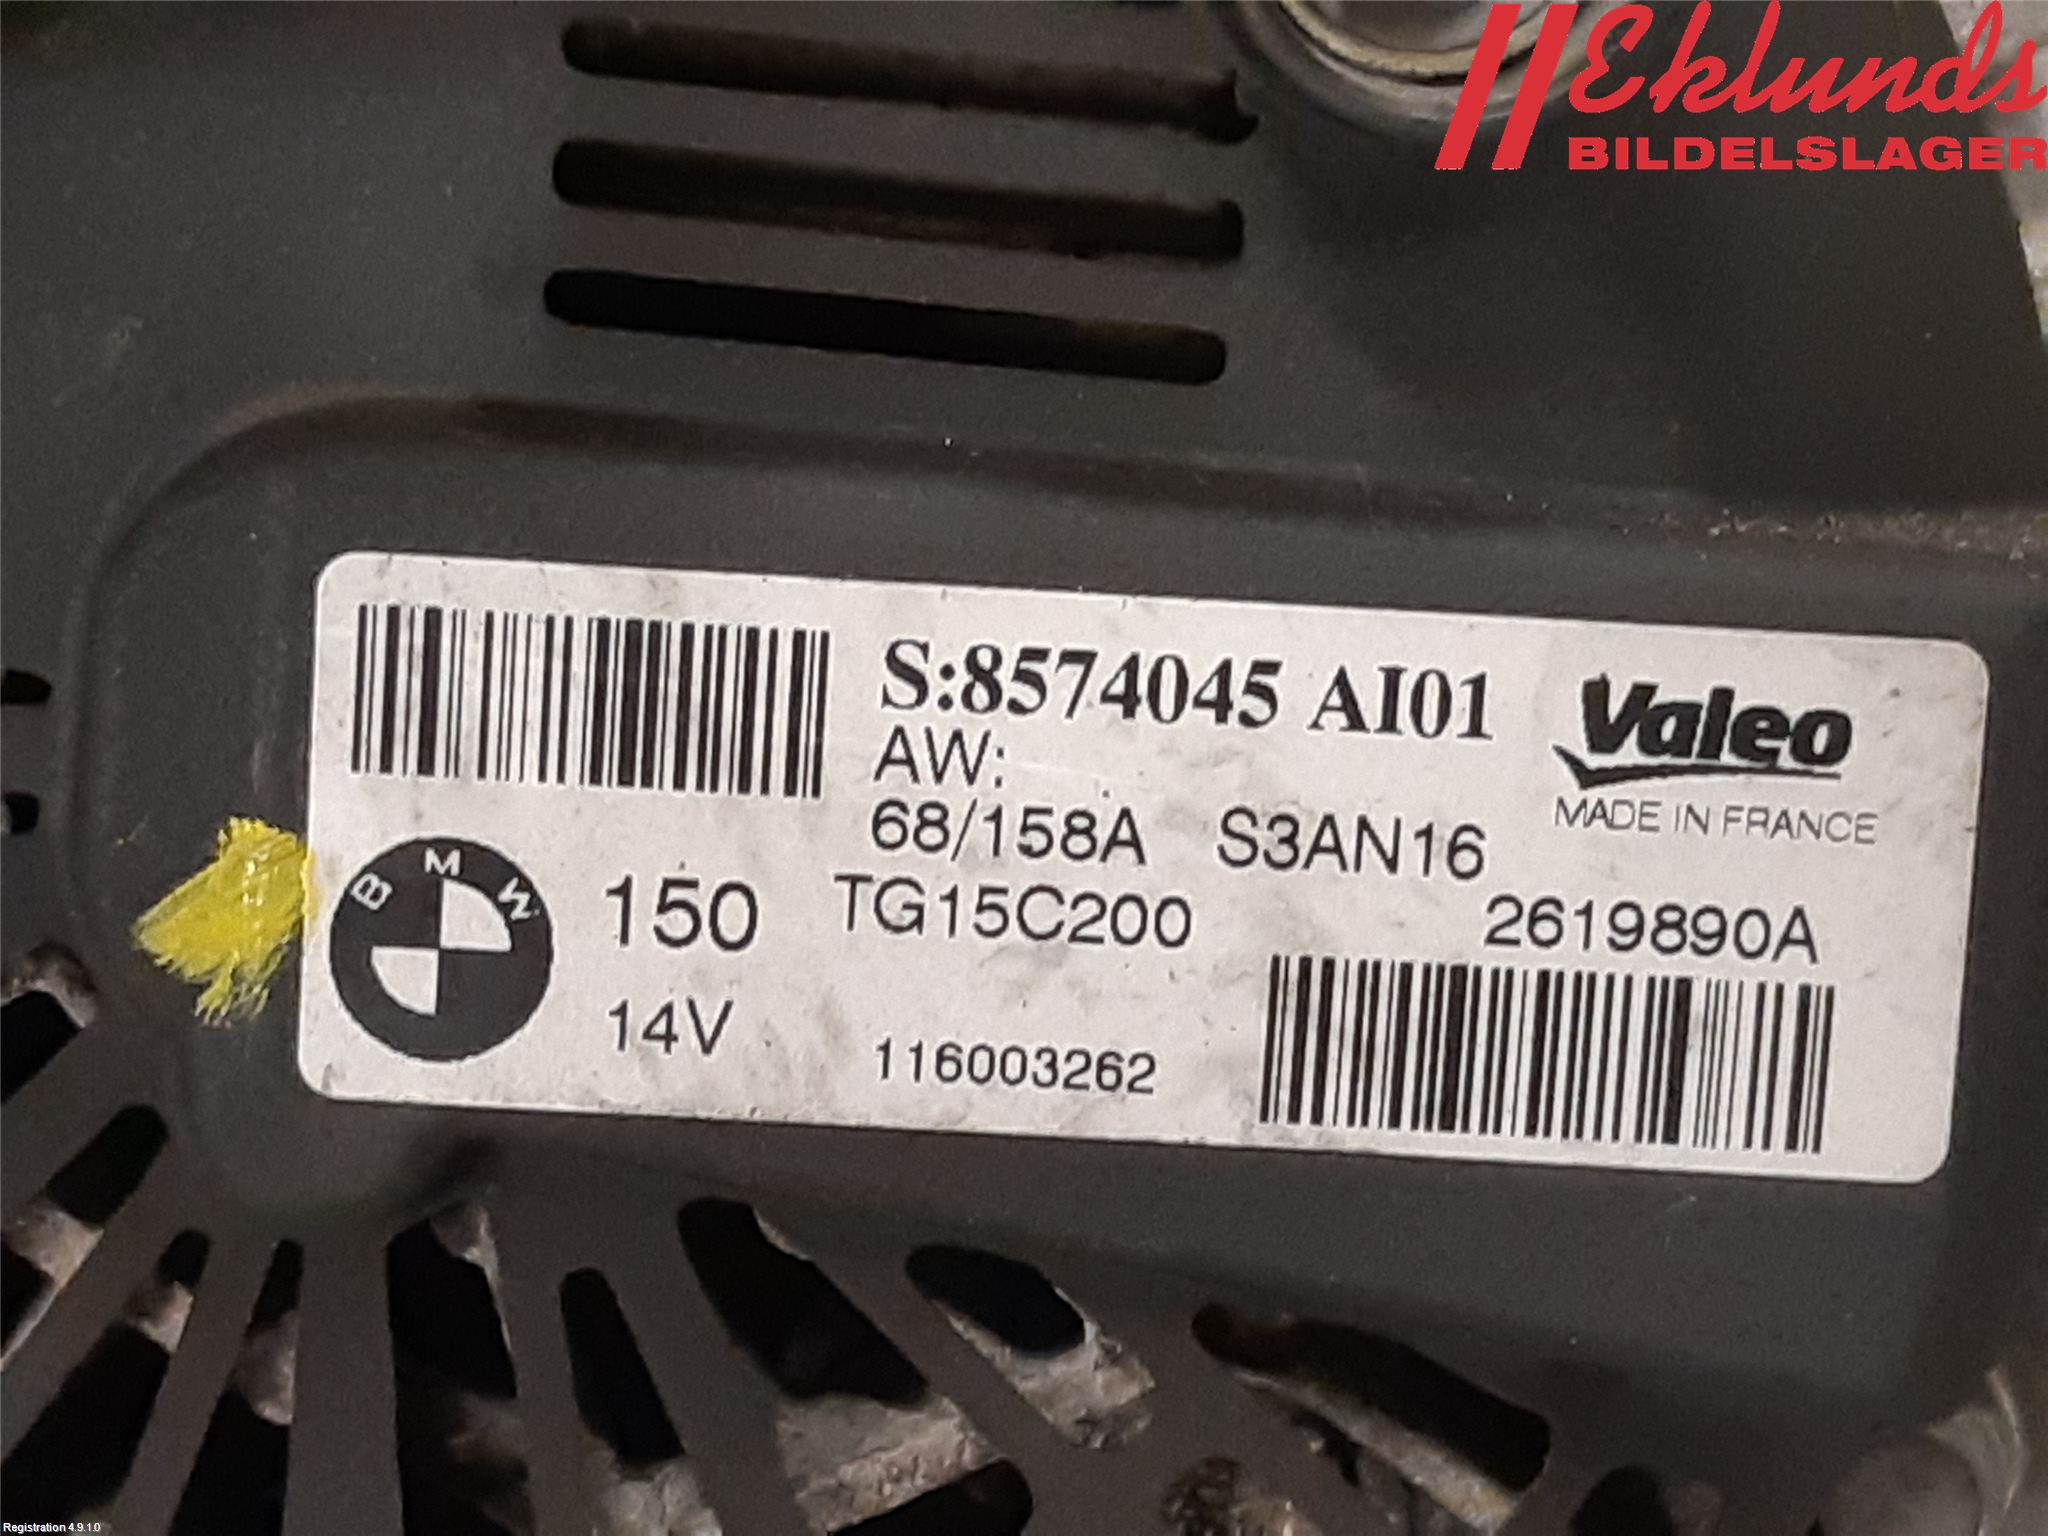 Eklunds
BILDELSLAGER
S:8574045 AI01
AW:
68/158A S3AN16
Valeo
MADE IN FRANCE
BMW
150 TG15C200
2619890A
14V
116003262
Registration 4.9.1.0